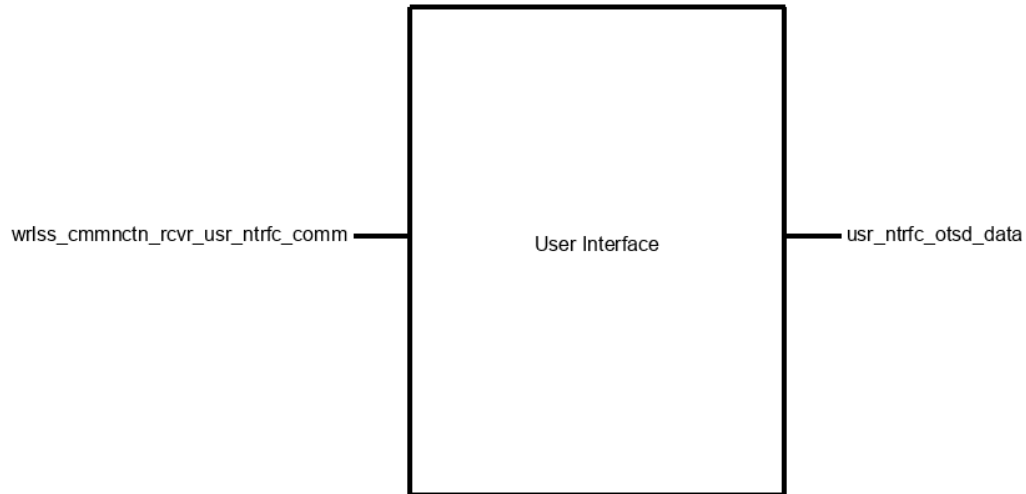 wrlss_cmmnctn_rcvr_usr_ntrfc_comm
User Interface
usr_ntrfc_otsd_data